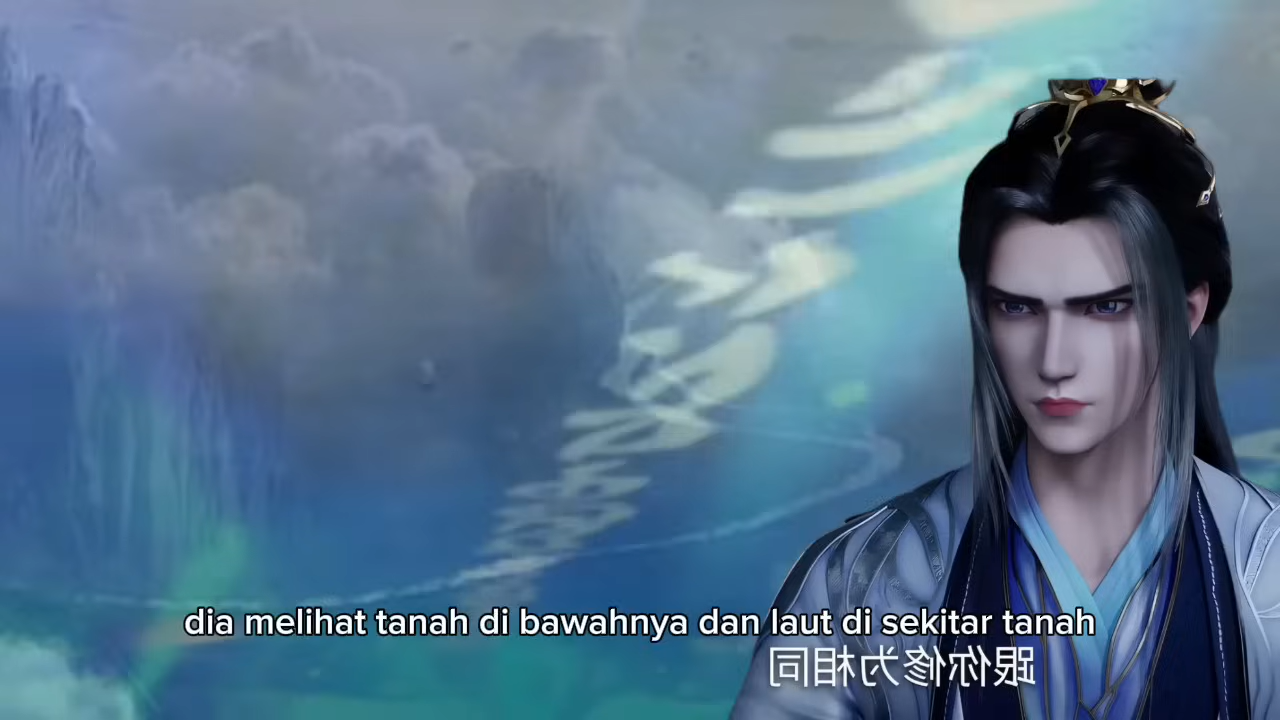 dia melihat tanah di bawahnya dan laut di sekitar tanah
跟你修为相同